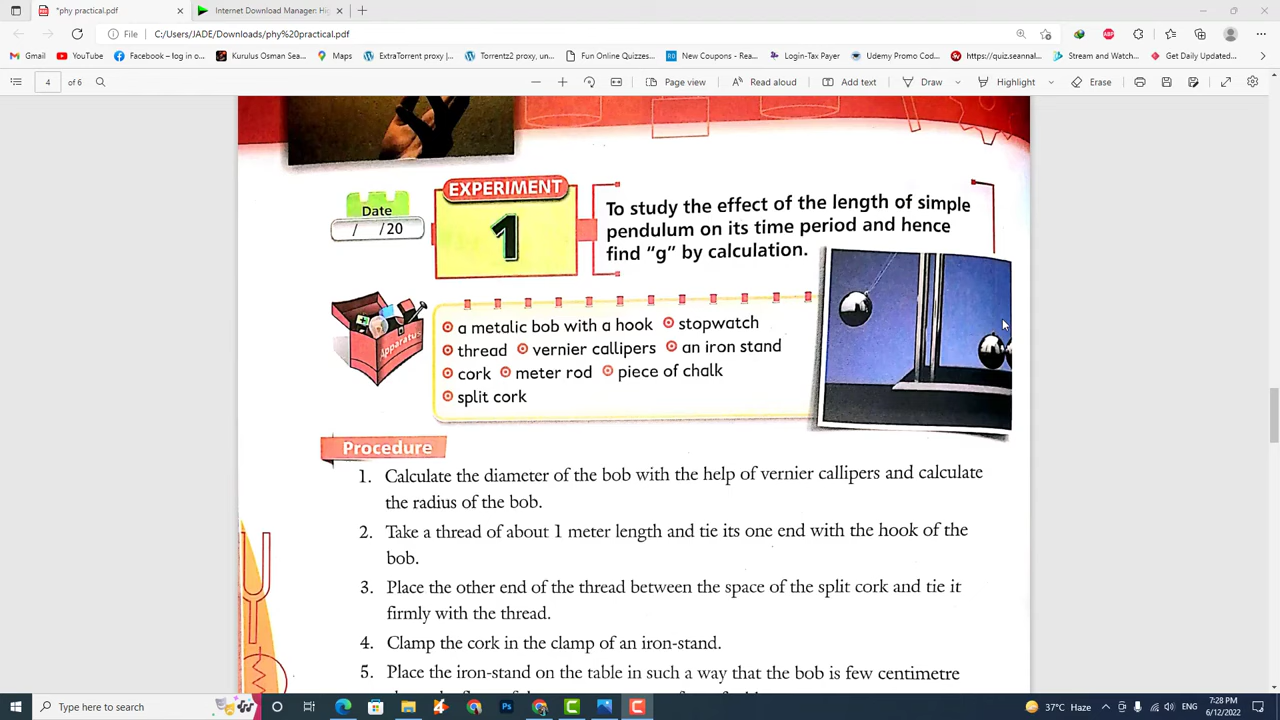 *phy practical.pdf
Internet Download Manager: Hi
File
C:/Users/JADE/Downloads/phy%20practical.pdf
Gmail
YouTube
Facebook – log in o...
Kurulus Osman (Se...
Maps
ExtraTorrent proxy |...
Torrentz2 proxy, un...
Fun Online Quizzes...
New Coupons - Rea...
Login-Tax Payer
Udemy Promo Code...
https://quiz.seannal...
Stream and Watch...
Get Daily Updated...
4 of 6
Page view
Read aloud
Add text
Draw
Highlight
Erase
EXPERIMENT
1
Date
/ /20
To study the effect of the length of simple
pendulum on its time period and hence
find “g” by calculation.
Apparatus
a metalic bob with a hook stopwatch
thread vernier callipers an iron stand
cork meter rod piece of chalk
split cork
Procedure
1. Calculate the diameter of the bob with the help of vernier callipers and calculate
the radius of the bob.
2. Take a thread of about 1 meter length and tie its one end with the hook of the
bob.
3. Place the other end of the thread between the space of the split cork and tie it
firmly with the thread.
4. Clamp the cork in the clamp of an iron-stand.
5. Place the iron-stand on the table in such a way that the bob is few centimetre
Type here to search
37°C Haze
ENG
7:28 PM
6/12/2022